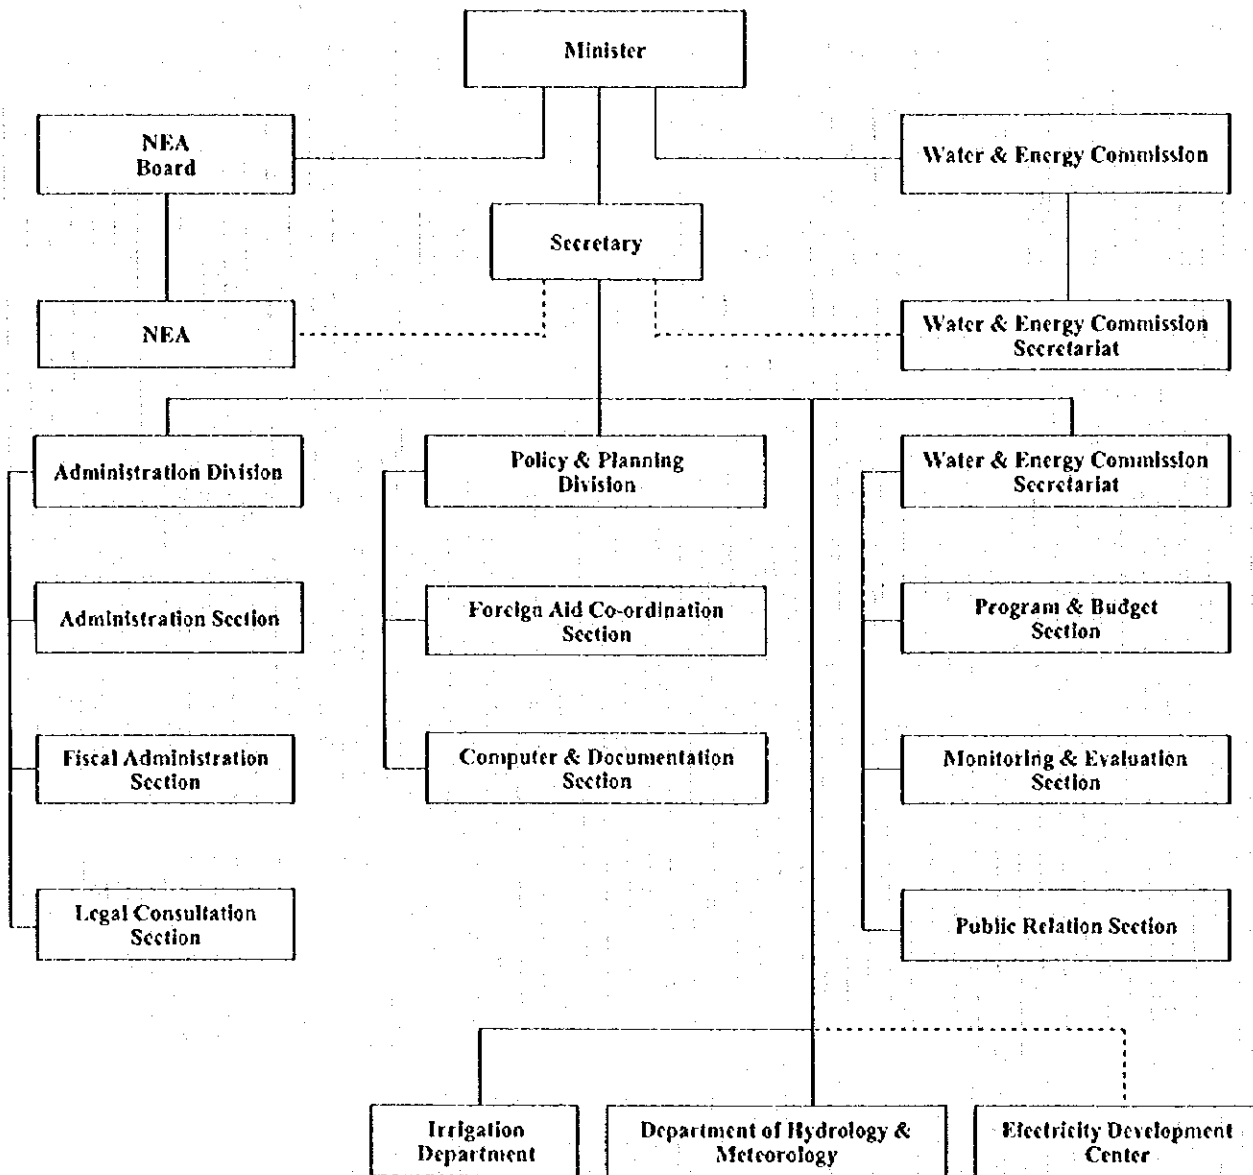 Minister
NEA
Board
Water & Energy Commission
Secretary
NEA
Water & Energy Commission
Secretariat
Administration Division
Policy & Planning
Division
Water & Energy Commission
Secretariat
Administration Section
Foreign Aid Co-ordination
Section
Program & Budget
Section
Fiscal Administration
Section
Computer & Documentation
Section
Monitoring & Evaluation
Section
Legal Consultation
Section
Public Relation Section
Irrigation
Department
Department of Hydrology &
Meteorology
Electricity Development
Center